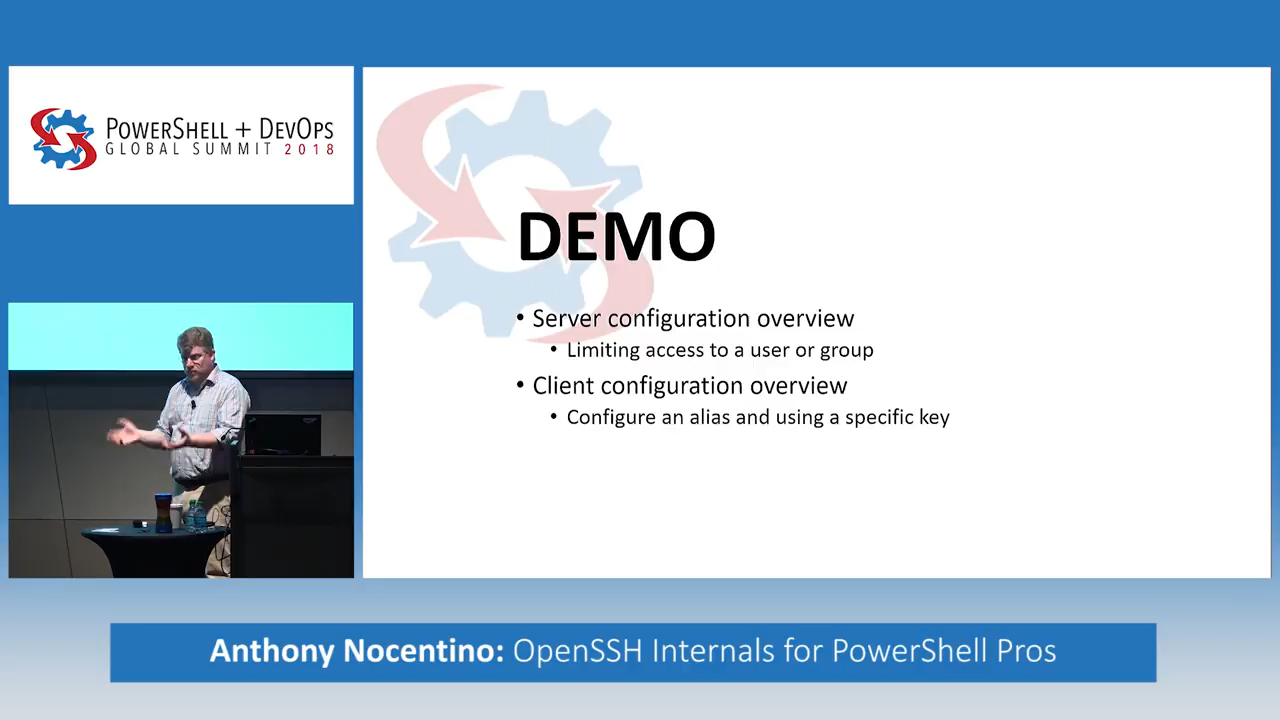 POWERSHELL + DEVOPS
GLOBAL SUMMIT 2018
DEMO
• Server configuration overview
• Limiting access to a user or group
• Client configuration overview
• Configure an alias and using a specific key
Anthony Nocentino: OpenSSH Internals for PowerShell Pros